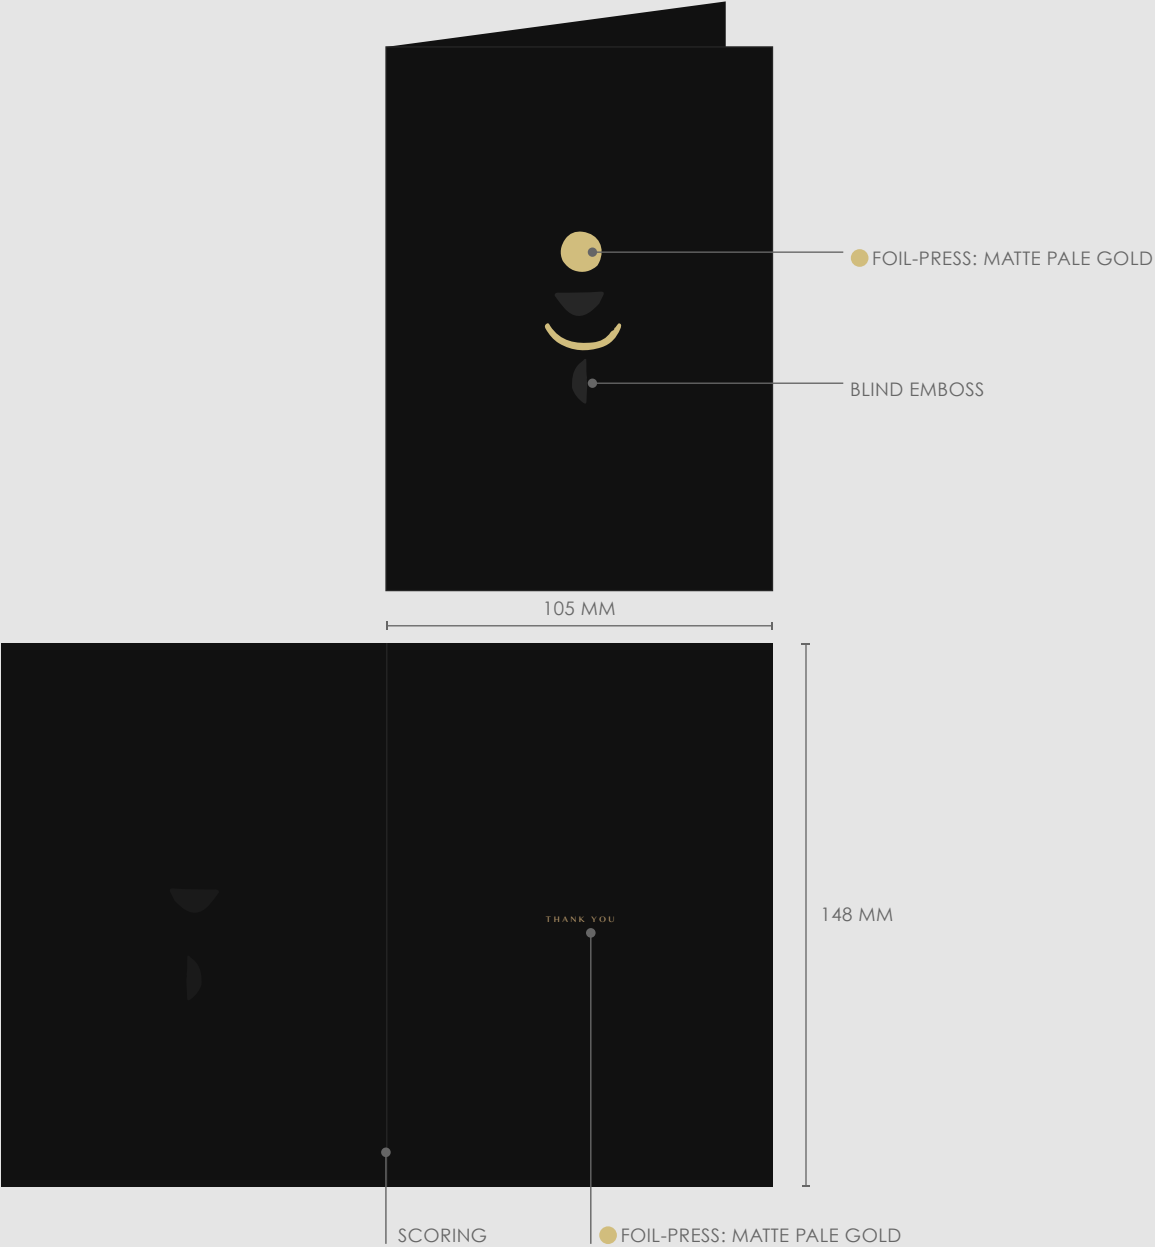 FOIL-PRESS: MATTE PALE GOLD
BLIND EMBOSS
105 MM
THANK YOU
148 MM
SCORING
FOIL-PRESS: MATTE PALE GOLD